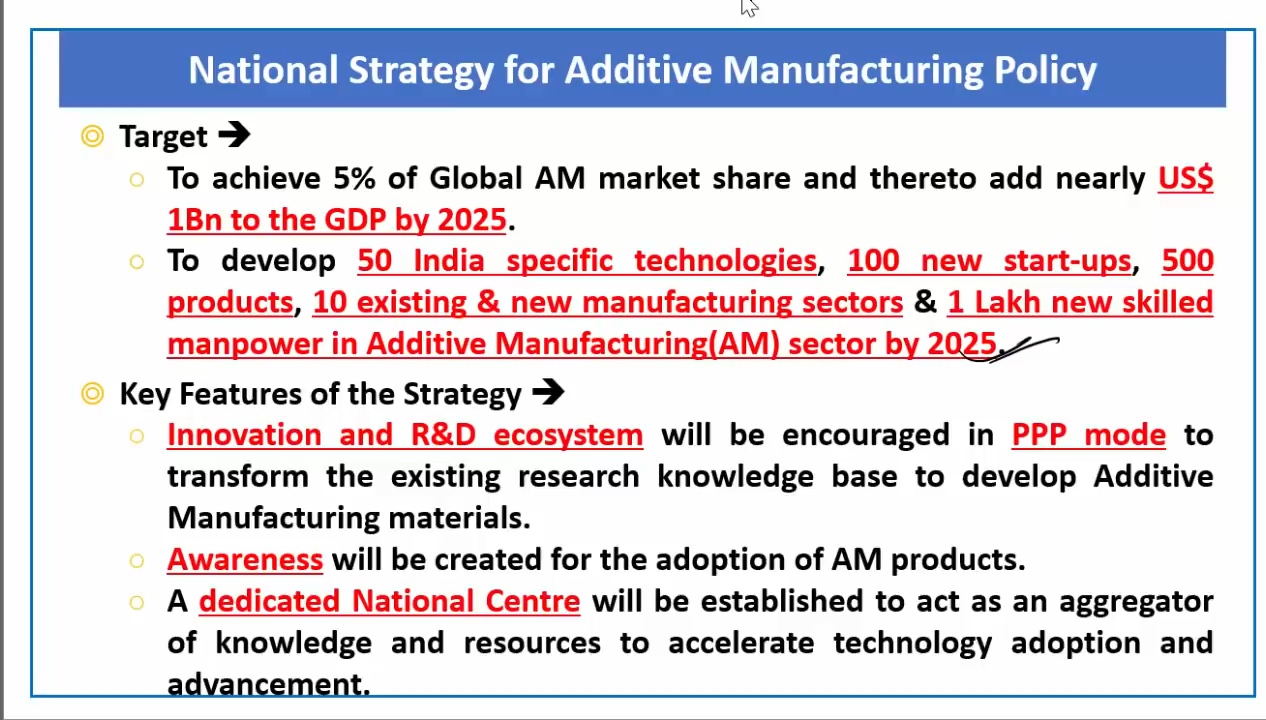 National Strategy for Additive Manufacturing Policy
Target ➔
To achieve 5% of Global AM market share and thereto add nearly US$
1Bn to the GDP by 2025.
To develop 50 India specific technologies, 100 new start-ups, 500
products, 10 existing & new manufacturing sectors & 1 Lakh new skilled
manpower in Additive Manufacturing(AM) sector by 2025.
Key Features of the Strategy ➔
Innovation and R&D ecosystem will be encouraged in PPP mode to
transform the existing research knowledge base to develop Additive
Manufacturing materials.
Awareness will be created for the adoption of AM products.
A dedicated National Centre will be established to act as an aggregator
of knowledge and resources to accelerate technology adoption and
advancement.